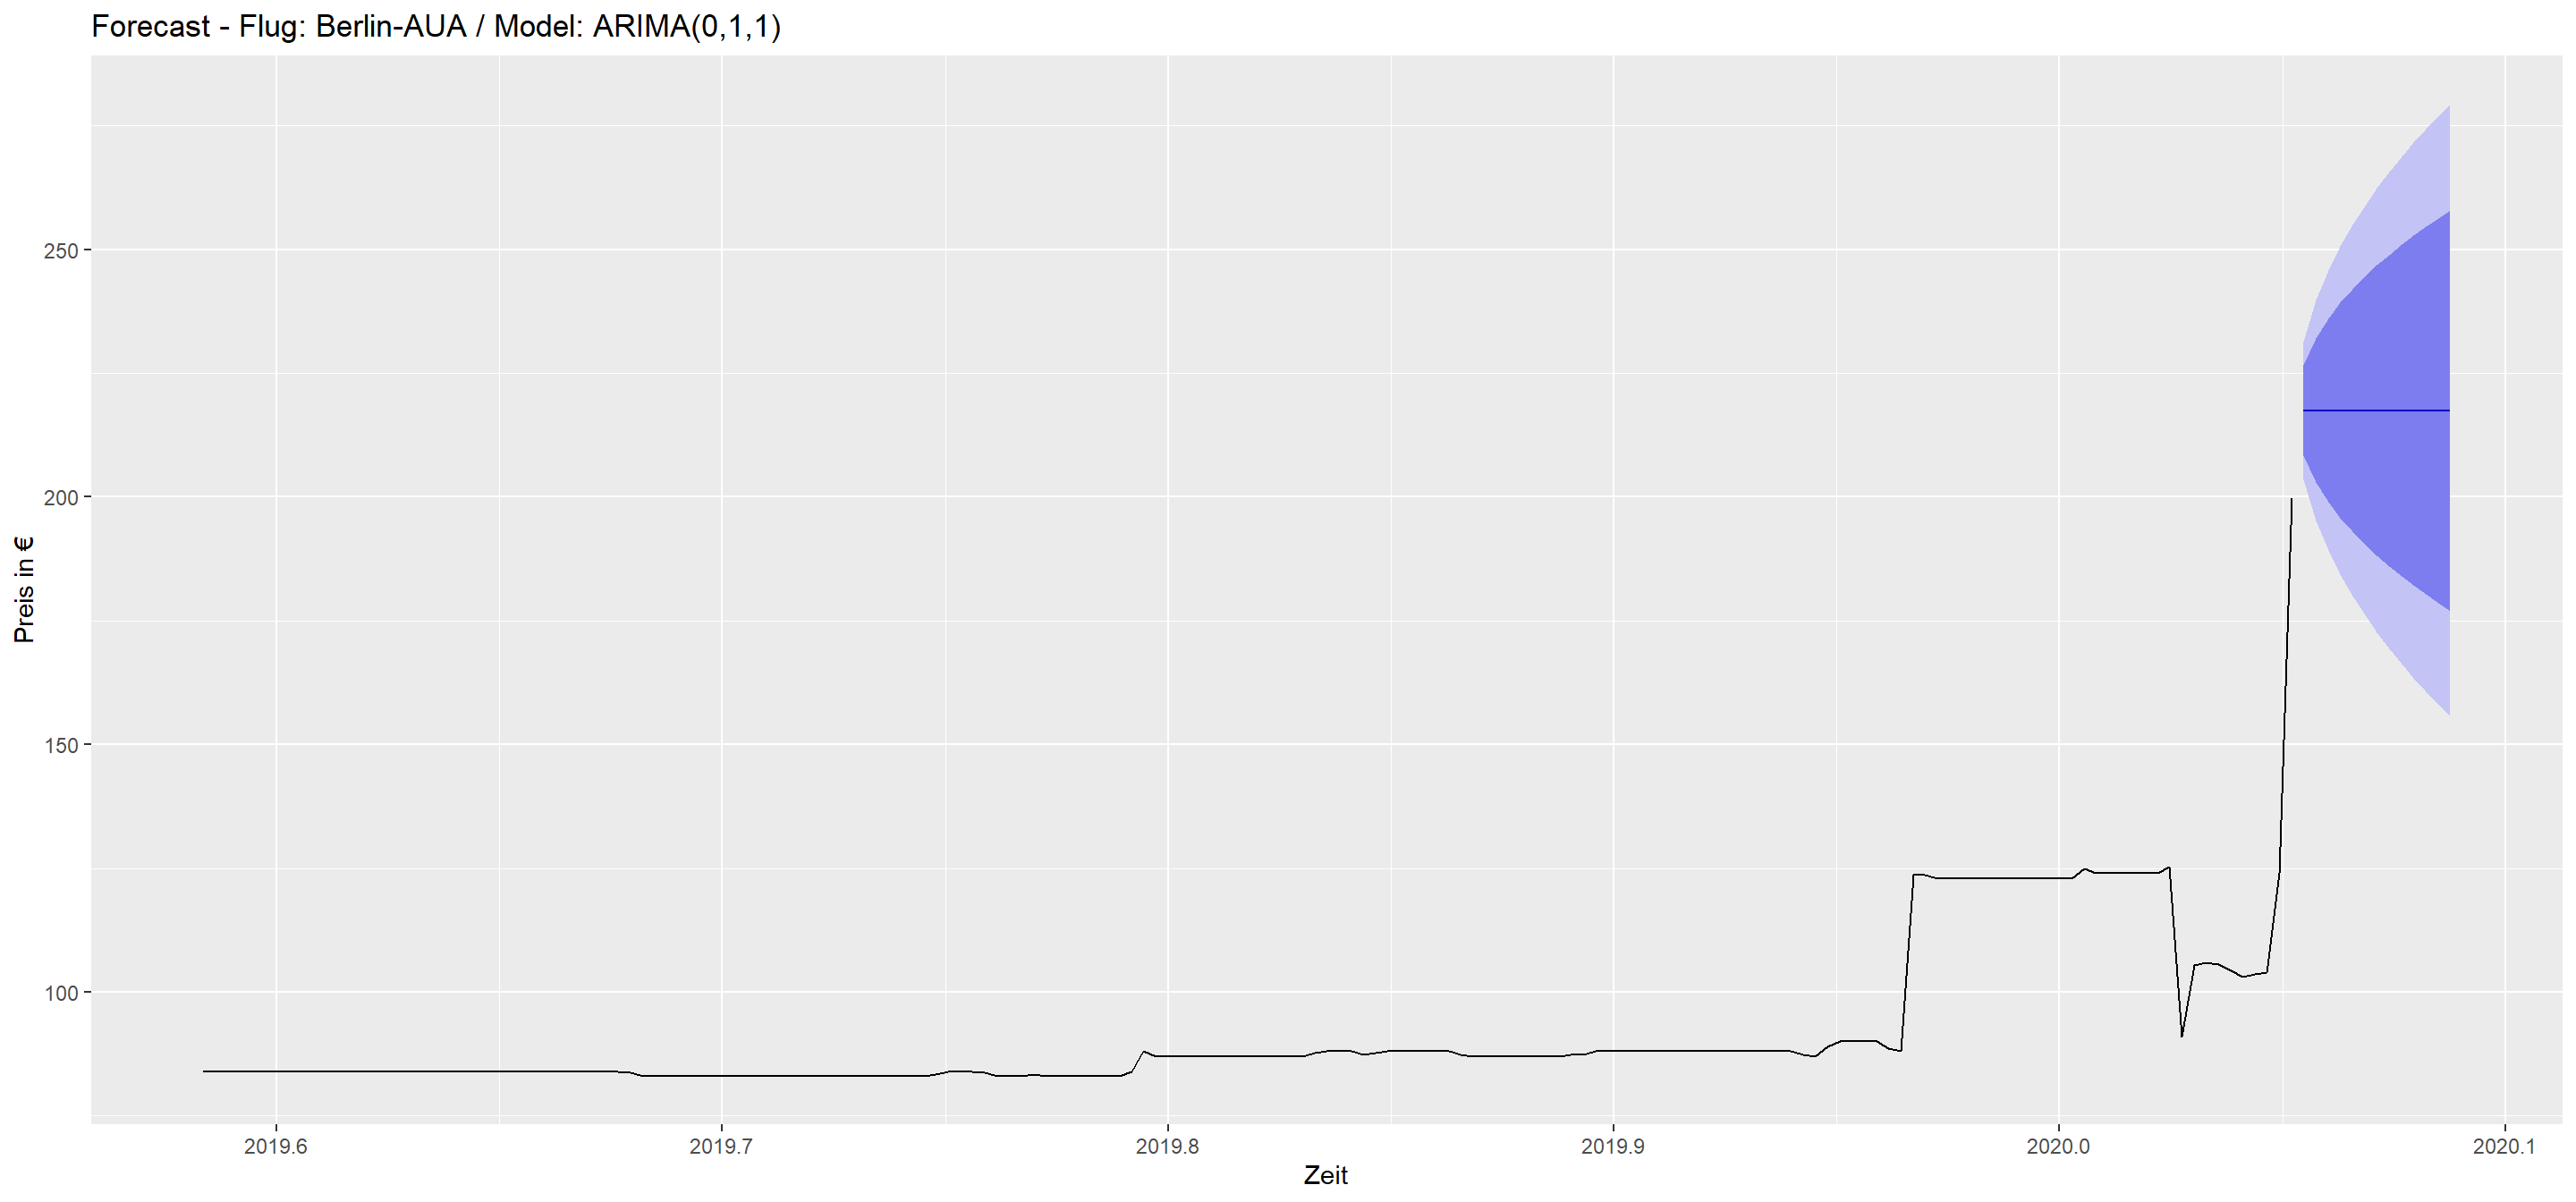 Forecast - Flug: Berlin-AUA / Model: ARIMA(0,1,1)
250
200
150
100
Preis in €
2019.6 2019.7 2019.8 2019.9 2020.0 2020.1
Zeit